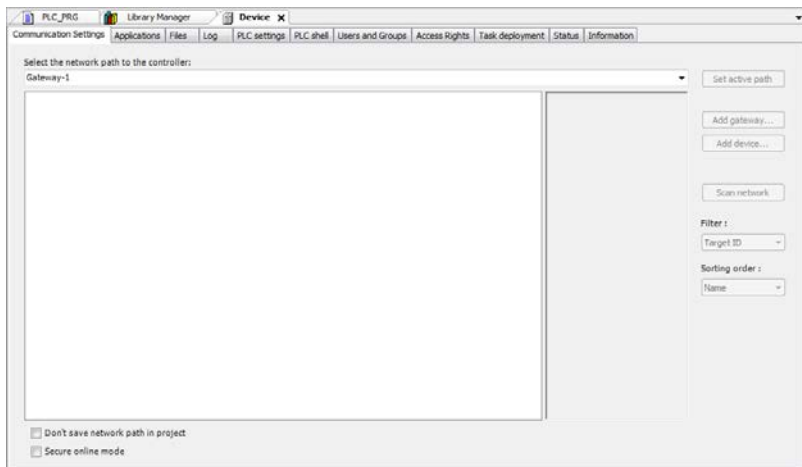 PLC_PRG Library Manager Device X
Communication Settings Applications Files Log PLC settings PLC shell Users and Groups Access Rights Task deployment Status Information
Select the network path to the controller:
Gateway-1
Set active path
Add gateway...
Add device...
Scan network
Filter :
Target ID
Sorting order :
Name
Don't save network path in project
Secure online mode